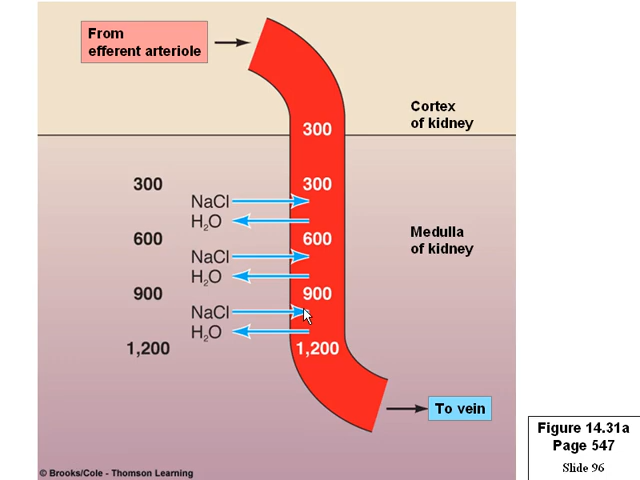 From
efferent arteriole
Cortex
of kidney
300
300
300
NaCl
H₂O
600
600
Medulla
of kidney
NaCl
H₂O
900
900
NaCl
H₂O
1,200
1,200
To vein
Figure 14.31a
Page 547
Slide 96
© Brooks/Cole - Thomson Learning